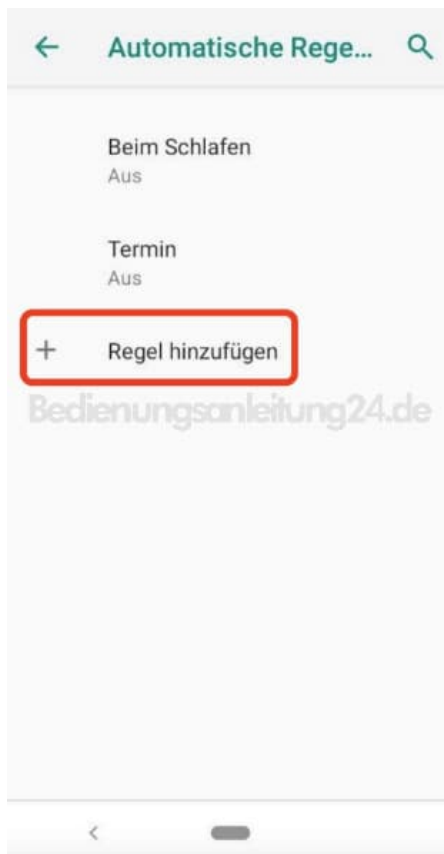 Automatische Rege...
Beim Schlafen
Aus
Termin
Aus
+ Regel hinzufügen
Bedienungsanleitung24.de